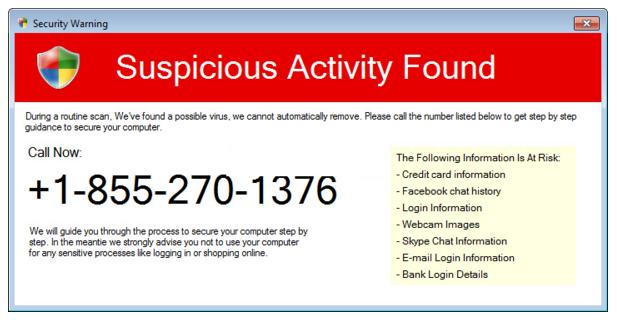 Security Warning
Suspicious Activity Found
During a routine scan, We've found a possible virus, we cannot automatically remove. Please call the number listed below to get step by step
guidance to secure your computer.
Call Now:
+1-855-270-1376
We will guide you through the process to secure your computer step by
step. In the meantie we strongly advise you not to use your computer
for any sensitive processes like logging in or shopping online.
The Following Information Is At Risk:
- Credit card information
- Facebook chat history
- Login Information
- Webcam Images
- Skype Chat Information
- E-mail Login Information
- Bank Login Details